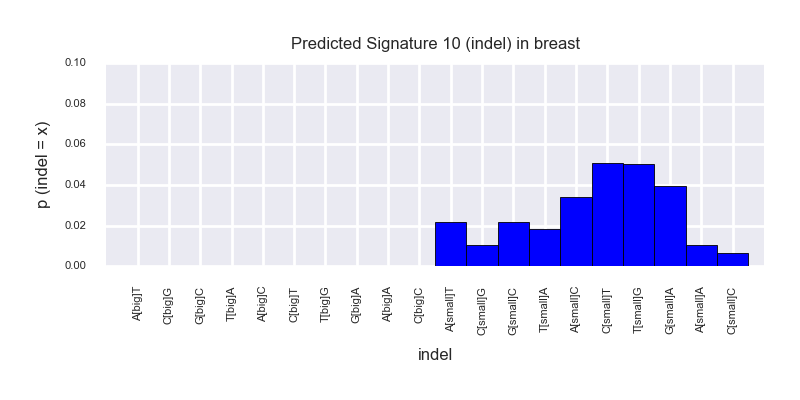 Predicted Signature 10 (indel) in breast
p (indel = x)
0.10
0.08
0.06
0.04
0.02
0.00
A[big]T
C[big]G
G[big]C
T[big]A
A[big]C
C[big]T
T[big]G
G[big]A
A[big]A
C[big]C
A[small]T
C[small]G
G[small]C
T[small]A
A[small]C
C[small]T
T[small]G
G[small]A
A[small]A
C[small]C
indel